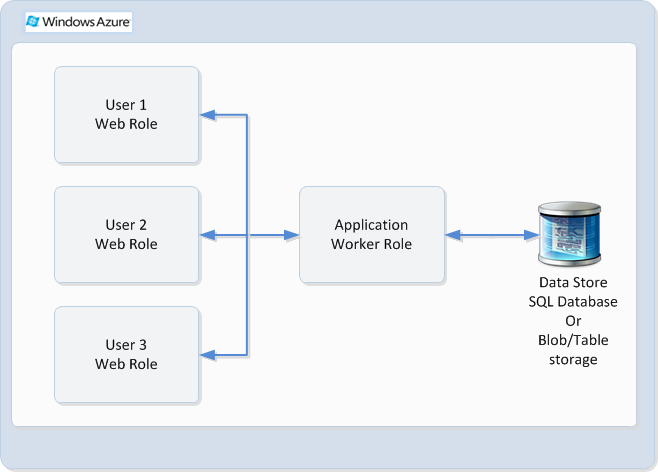 Windows Azure
User 1
Web Role
User 2
Web Role
Application
Worker Role
User 3
Web Role
Data Store
SQL Database
Or
Blob/Table
storage